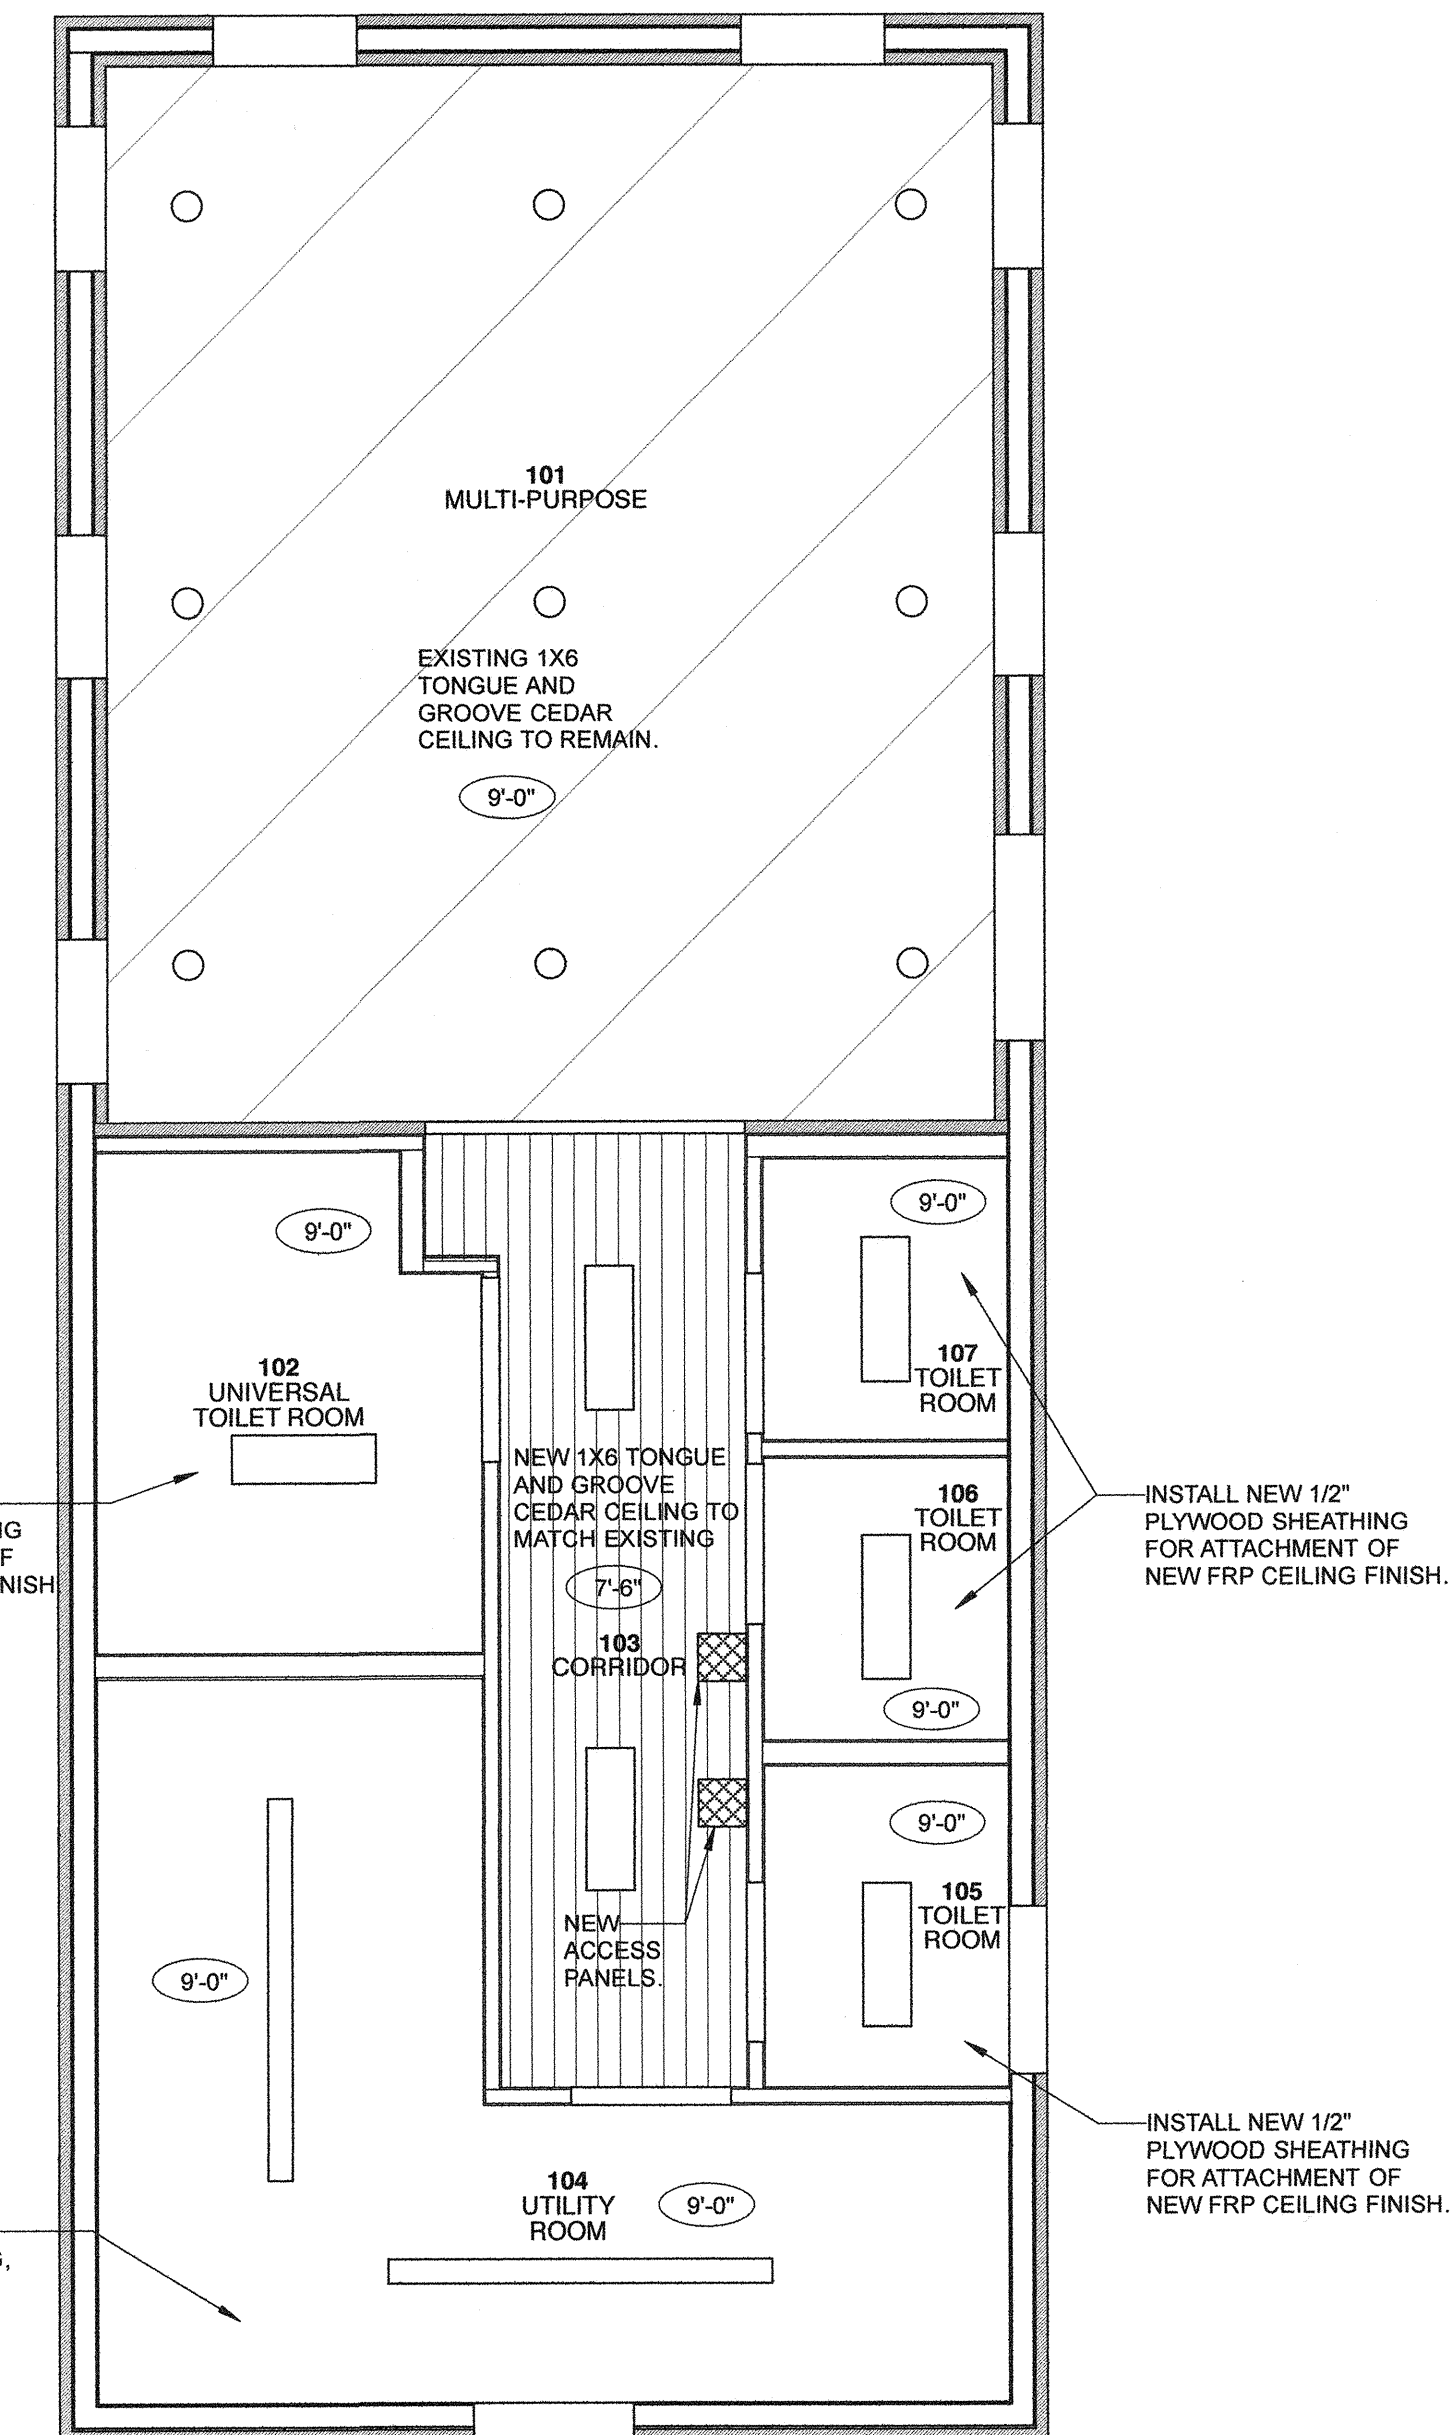 101
MULTI-PURPOSE
EXISTING 1X6
TONGUE AND
GROOVE CEDAR
CEILING TO REMAIN.
9'-0"
9'-0"
9'-0"
102
UNIVERSAL
TOILET ROOM
107
TOILET
ROOM
NEW 1X6 TONGUE
AND GROOVE
CEDAR CEILING TO
MATCH EXISTING
7'-6"
103
CORRIDOR
106
TOILET
ROOM
9'-0"
INSTALL NEW 1/2"
PLYWOOD SHEATHING
FOR ATTACHMENT OF
NEW FRP CEILING FINISH.
9'-0"
105
TOILET
ROOM
NEW
ACCESS
PANELS.
9'-0"
INSTALL NEW 1/2"
PLYWOOD SHEATHING
FOR ATTACHMENT OF
NEW FRP CEILING FINISH.
104
UTILITY
ROOM
9'-0"